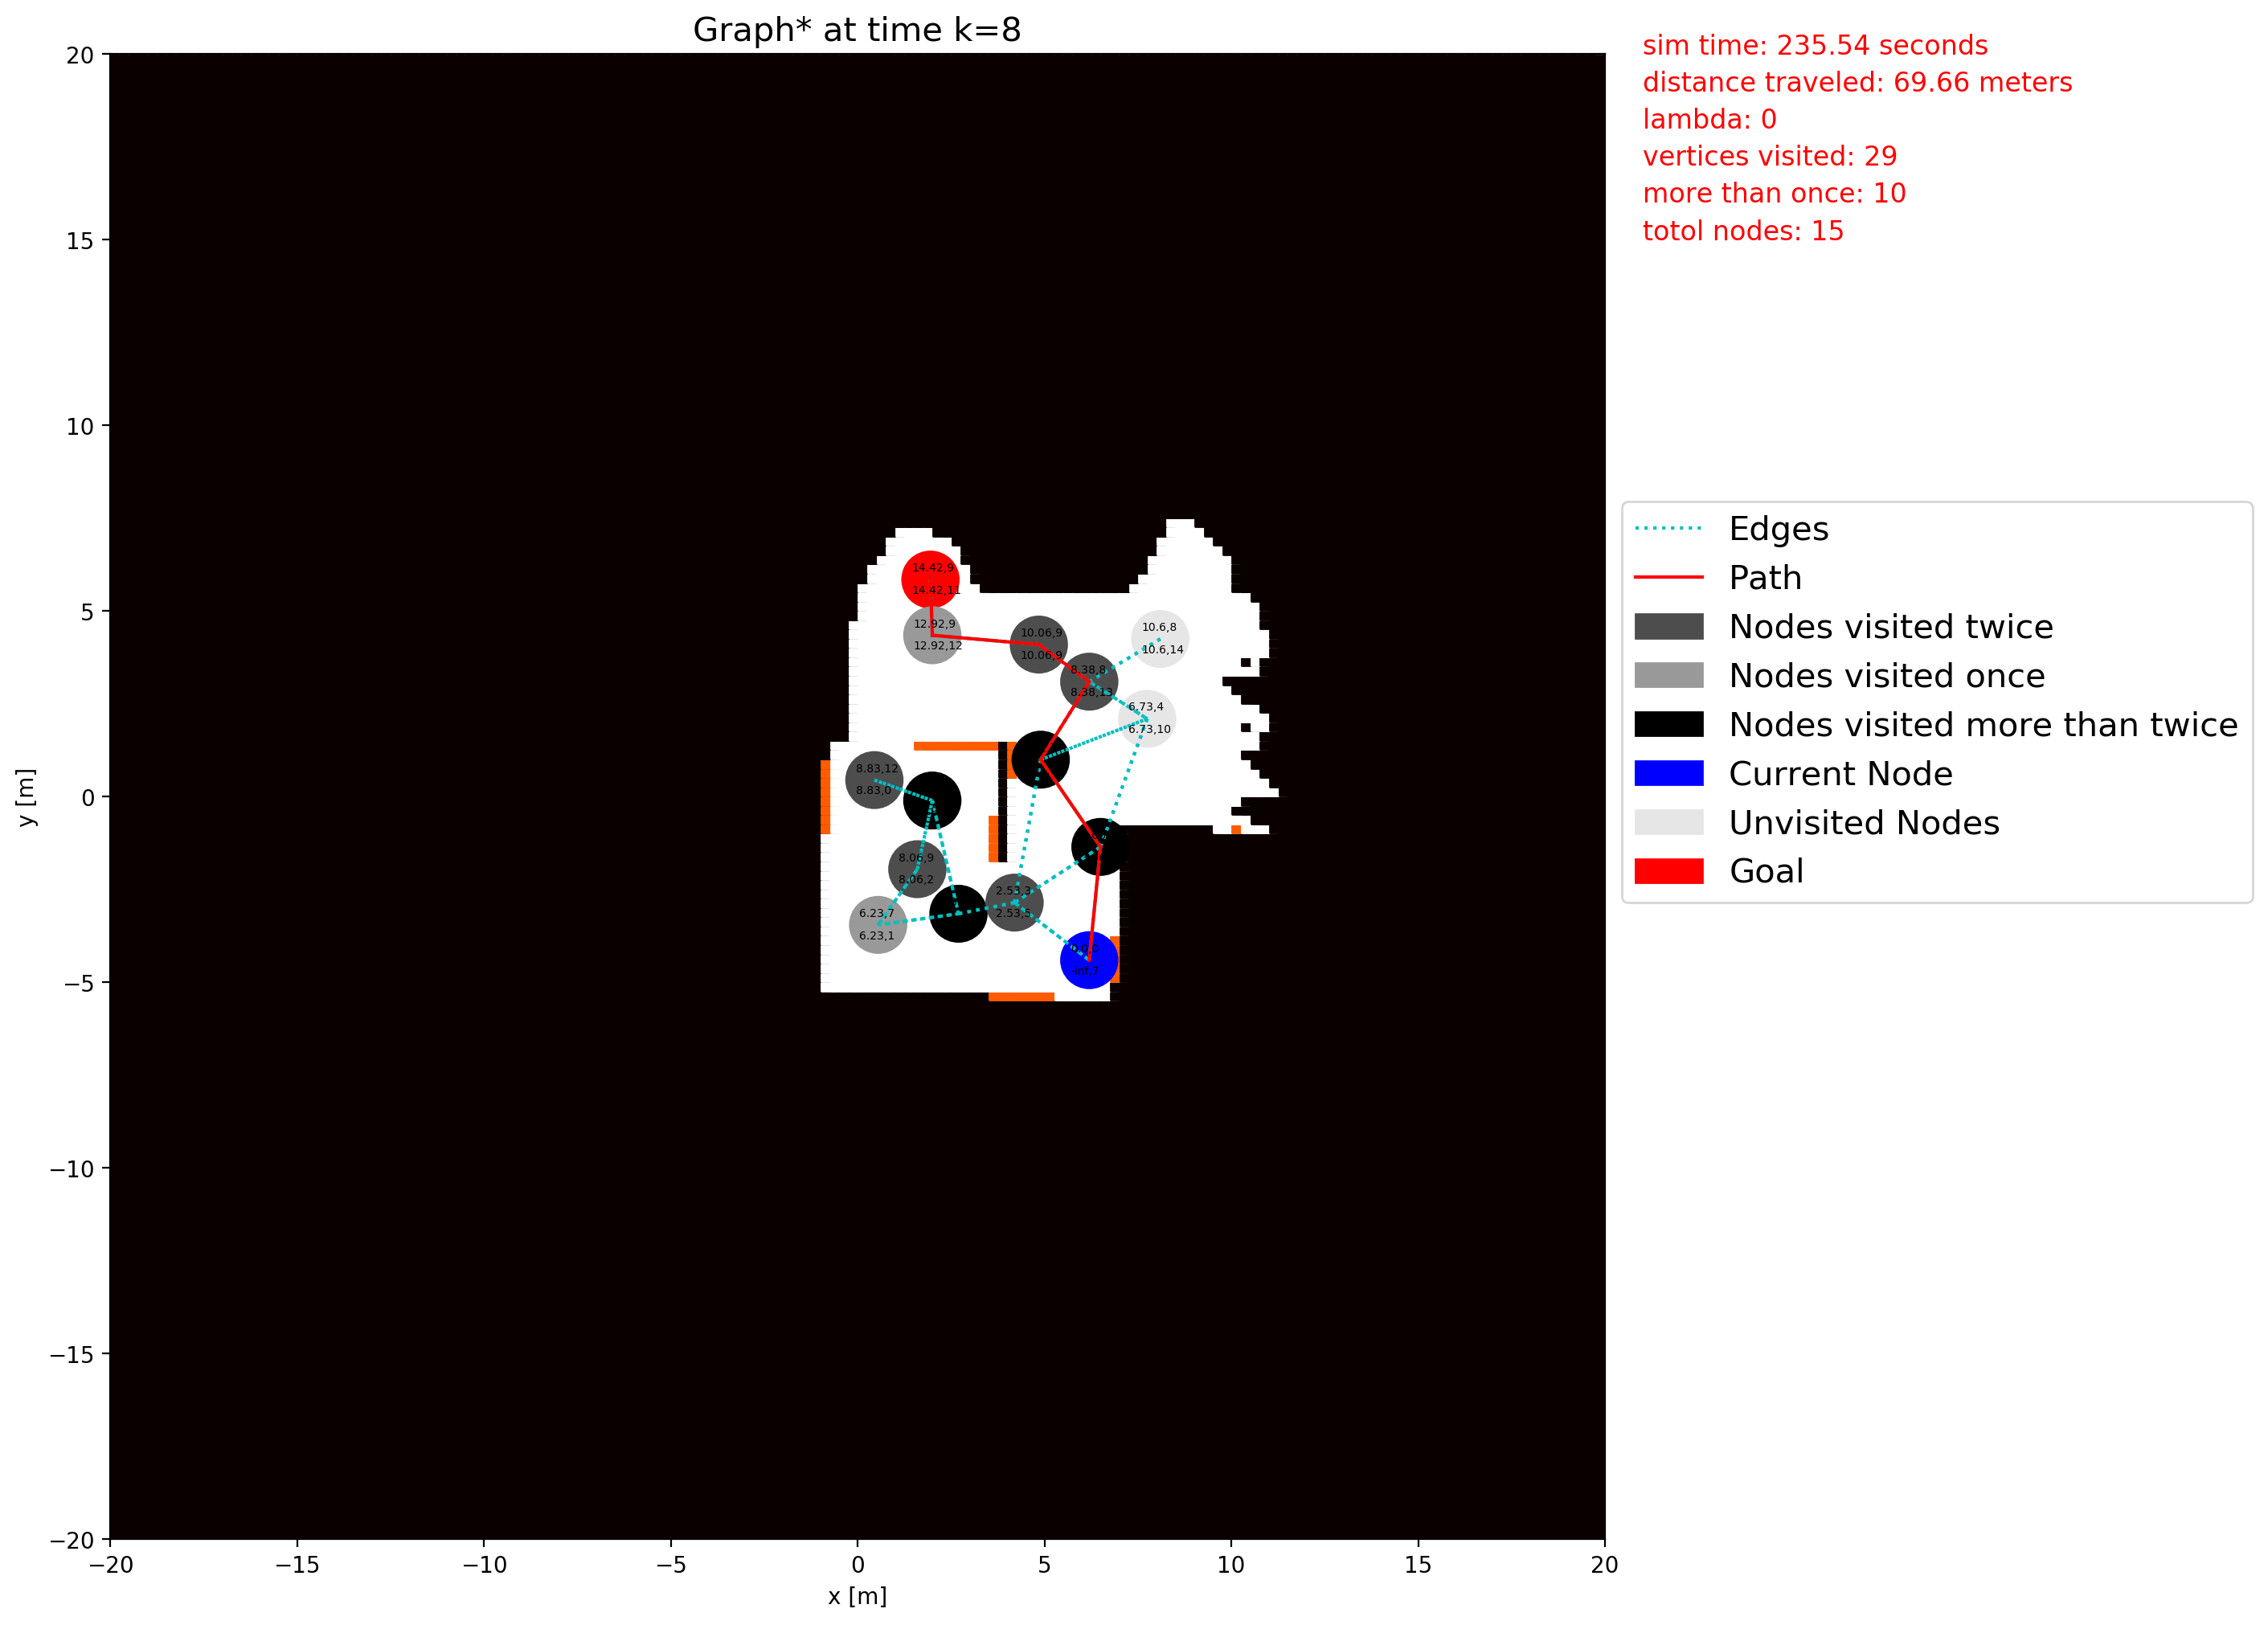 Graph* at time k=8
sim time: 235.54 seconds
distance traveled: 69.66 meters
lambda: 0
vertices visited: 29
more than once: 10
totol nodes: 15
20
15
10
5
0
−5
−10
−15
−20
y [m]
−20
−15
−10
−5
0
5
10
15
20
x [m]
14.42,9
14.42,11
12.92,9
12.92,12
10.06,9
10.06,9
8.38,8
8.38,13
10.6,8
10.6,14
6.73,4
6.73,10
8.83,12
8.83,0
8.06,9
8.06,2
6.23,7
6.23,1
2.53,3
2.53,5
inf,7
Edges
Path
Nodes visited twice
Nodes visited once
Nodes visited more than twice
Current Node
Unvisited Nodes
Goal